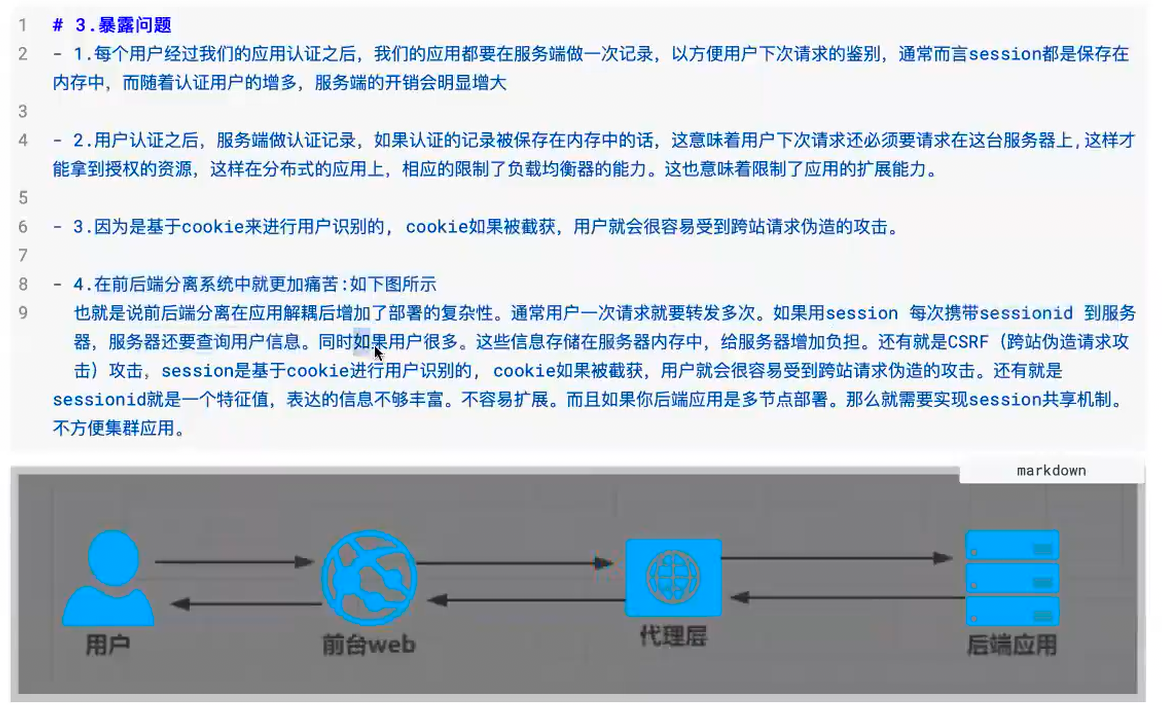 1 # 3.暴露问题
2 - 1.每个用户经过我们的应用认证之后，我们的应用都要在服务端做一次记录，以方便用户下次请求的鉴别，通常而言session都是保存在
内存中，而随着认证用户的增多，服务端的开销会明显增大
3
4 - 2.用户认证之后，服务端做认证记录，如果认证的记录被保存在内存中的话，这意味着用户下次请求还必须要请求在这台服务器上,这样才
能拿到授权的资源，这样在分布式的应用上，相应的限制了负载均衡器的能力。这也意味着限制了应用的扩展能力。
5
6 - 3.因为是基于cookie来进行用户识别的, cookie如果被截获，用户就会很容易受到跨站请求伪造的攻击。
7
8 - 4.在前后端分离系统中就更加痛苦:如下图所示
9 也就是说前后端分离在应用解耦后增加了部署的复杂性。通常用户一次请求就要转发多次。如果用session 每次携带sessionid 到服务
器，服务器还要查询用户信息。同时如果用户很多。这些信息存储在服务器内存中，给服务器增加负担。还有就是CSRF（跨站伪造请求攻
击）攻击，session是基于cookie进行用户识别的, cookie如果被截获，用户就会很容易受到跨站请求伪造的攻击。还有就是
sessionid就是一个特征值，表达的信息不够丰富。不容易扩展。而且如果你后端应用是多节点部署。那么就需要实现session共享机制。
不方便集群应用。
markdown
用户 前台web 代理层 后端应用